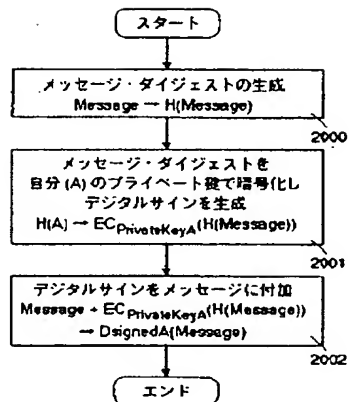 スタート
メッセージ・ダイジェストの生成
Message → H(Message)
2000
メッセージ・ダイジェストを
自分(A)のプライベート鍵で暗号化し
デジタルサインを生成
H(A) → EC_PrivateKeyA(H(Message))
2001
デジタルサインをメッセージに付加
Message + EC_PrivateKeyA(H(Message))
→ DsignedA(Message)
2002
エンド